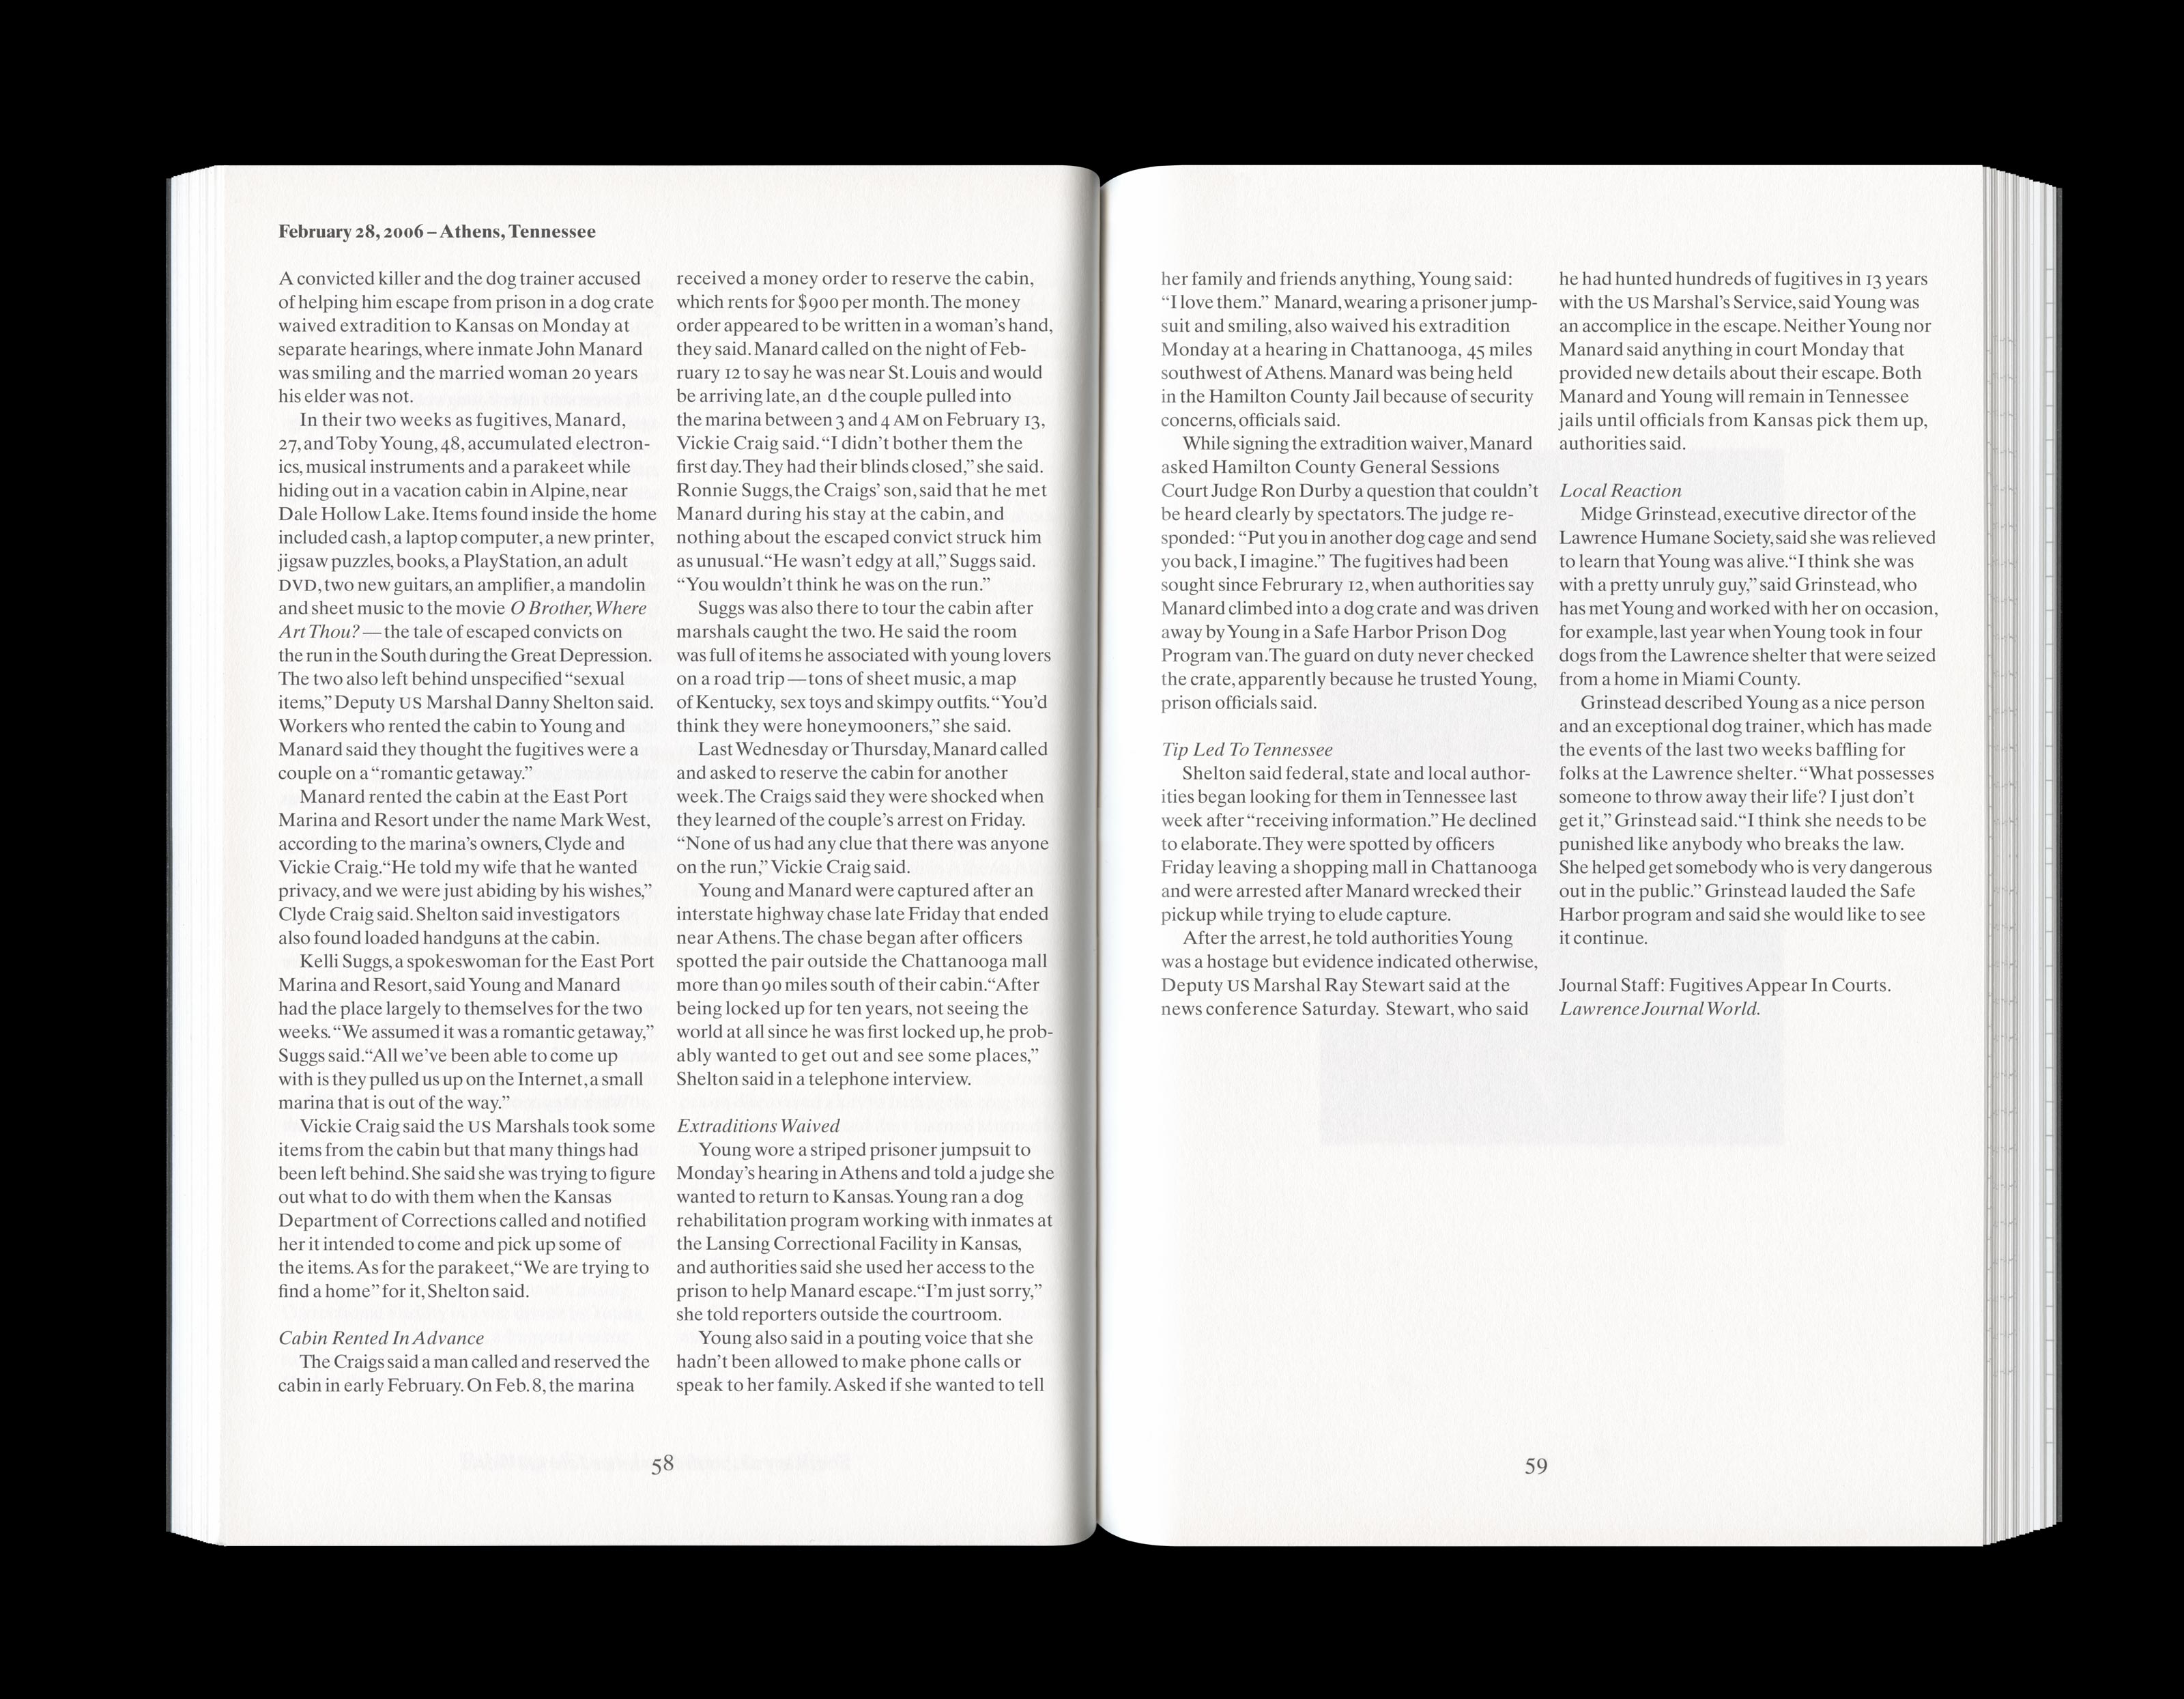 February 28, 2006 – Athens, Tennessee
A convicted killer and the dog trainer accused
of helping him escape from prison in a dog crate
waived extradition to Kansas on Monday at
separate hearings, where inmate John Manard
was smiling and the married woman 20 years
his elder was not.
In their two weeks as fugitives, Manard,
27, and Toby Young, 48, accumulated electron-
ics, musical instruments and a parakeet while
hiding out in a vacation cabin in Alpine, near
Dale Hollow Lake. Items found inside the home
included cash, a laptop computer, a new printer,
jigsaw puzzles, books, a PlayStation, an adult
DVD, two new guitars, an amplifier, a mandolin
and sheet music to the movie O Brother, Where
Art Thou? — the tale of escaped convicts on
the run in the South during the Great Depression.
The two also left behind unspecified “sexual
items,” Deputy US Marshal Danny Shelton said.
Workers who rented the cabin to Young and
Manard said they thought the fugitives were a
couple on a “romantic getaway.”
Manard rented the cabin at the East Port
Marina and Resort under the name Mark West,
according to the marina’s owners, Clyde and
Vickie Craig. “He told my wife that he wanted
privacy, and we were just abiding by his wishes,”
Clyde Craig said. Shelton said investigators
also found loaded handguns at the cabin.
Kelli Suggs, a spokeswoman for the East Port
Marina and Resort, said Young and Manard
had the place largely to themselves for the two
weeks. “We assumed it was a romantic getaway,”
Suggs said. “All we’ve been able to come up
with is they pulled us up on the Internet, a small
marina that is out of the way.”
Vickie Craig said the US Marshals took some
items from the cabin but that many things had
been left behind. She said she was trying to figure
out what to do with them when the Kansas
Department of Corrections called and notified
her it intended to come and pick up some of
the items. As for the parakeet, “We are trying to
find a home” for it, Shelton said.
Cabin Rented In Advance
The Craigs said a man called and reserved the
cabin in early February. On Feb. 8, the marina
received a money order to reserve the cabin,
which rents for $900 per month. The money
order appeared to be written in a woman’s hand,
they said. Manard called on the night of Feb-
ruary 12 to say he was near St. Louis and would
be arriving late, an d the couple pulled into
the marina between 3 and 4 AM on February 13,
Vickie Craig said. “I didn’t bother them the
first day. They had their blinds closed,” she said.
Ronnie Suggs, the Craigs’ son, said that he met
Manard during his stay at the cabin, and
nothing about the escaped convict struck him
as unusual. “He wasn’t edgy at all,” Suggs said.
“You wouldn’t think he was on the run.”
Suggs was also there to tour the cabin after
marshals caught the two. He said the room
was full of items he associated with young lovers
on a road trip — tons of sheet music, a map
of Kentucky, sex toys and skimpy outfits. “You’d
think they were honeymooners,” she said.
Last Wednesday or Thursday, Manard called
and asked to reserve the cabin for another
week. The Craigs said they were shocked when
they learned of the couple’s arrest on Friday.
“None of us had any clue that there was anyone
on the run,” Vickie Craig said.
Young and Manard were captured after an
interstate highway chase late Friday that ended
near Athens. The chase began after officers
spotted the pair outside the Chattanooga mall
more than 90 miles south of their cabin. “After
being locked up for ten years, not seeing the
world at all since he was first locked up, he prob-
ably wanted to get out and see some places,”
Shelton said in a telephone interview.
Extraditions Waived
Young wore a striped prisoner jumpsuit to
Monday’s hearing in Athens and told a judge she
wanted to return to Kansas. Young ran a dog
rehabilitation program working with inmates at
the Lansing Correctional Facility in Kansas,
and authorities said she used her access to the
prison to help Manard escape. “I’m just sorry,”
she told reporters outside the courtroom.
Young also said in a pouting voice that she
hadn’t been allowed to make phone calls or
speak to her family. Asked if she wanted to tell
58
her family and friends anything, Young said:
“I love them.” Manard, wearing a prisoner jump-
suit and smiling, also waived his extradition
Monday at a hearing in Chattanooga, 45 miles
southwest of Athens. Manard was being held
in the Hamilton County Jail because of security
concerns, officials said.
While signing the extradition waiver, Manard
asked Hamilton County General Sessions
Court Judge Ron Durby a question that couldn’t
be heard clearly by spectators. The judge re-
sponded: “Put you in another dog cage and send
you back, I imagine.” The fugitives had been
sought since Februrary 12, when authorities say
Manard climbed into a dog crate and was driven
away by Young in a Safe Harbor Prison Dog
Program van. The guard on duty never checked
the crate, apparently because he trusted Young,
prison officials said.
Tip Led To Tennessee
Shelton said federal, state and local author-
ities began looking for them in Tennessee last
week after “receiving information.” He declined
to elaborate. They were spotted by officers
Friday leaving a shopping mall in Chattanooga
and were arrested after Manard wrecked their
pickup while trying to elude capture.
After the arrest, he told authorities Young
was a hostage but evidence indicated otherwise,
Deputy US Marshal Ray Stewart said at the
news conference Saturday. Stewart, who said
he had hunted hundreds of fugitives in 13 years
with the US Marshal’s Service, said Young was
an accomplice in the escape. Neither Young nor
Manard said anything in court Monday that
provided new details about their escape. Both
Manard and Young will remain in Tennessee
jails until officials from Kansas pick them up,
authorities said.
Local Reaction
Midge Grinstead, executive director of the
Lawrence Humane Society, said she was relieved
to learn that Young was alive. “I think she was
with a pretty unruly guy,” said Grinstead, who
has met Young and worked with her on occasion,
for example, last year when Young took in four
dogs from the Lawrence shelter that were seized
from a home in Miami County.
Grinstead described Young as a nice person
and an exceptional dog trainer, which has made
the events of the last two weeks baffling for
folks at the Lawrence shelter. “What possesses
someone to throw away their life? I just don’t
get it,” Grinstead said. “I think she needs to be
punished like anybody who breaks the law.
She helped get somebody who is very dangerous
out in the public.” Grinstead lauded the Safe
Harbor program and said she would like to see
it continue.
Journal Staff: Fugitives Appear In Courts.
Lawrence Journal World.
59